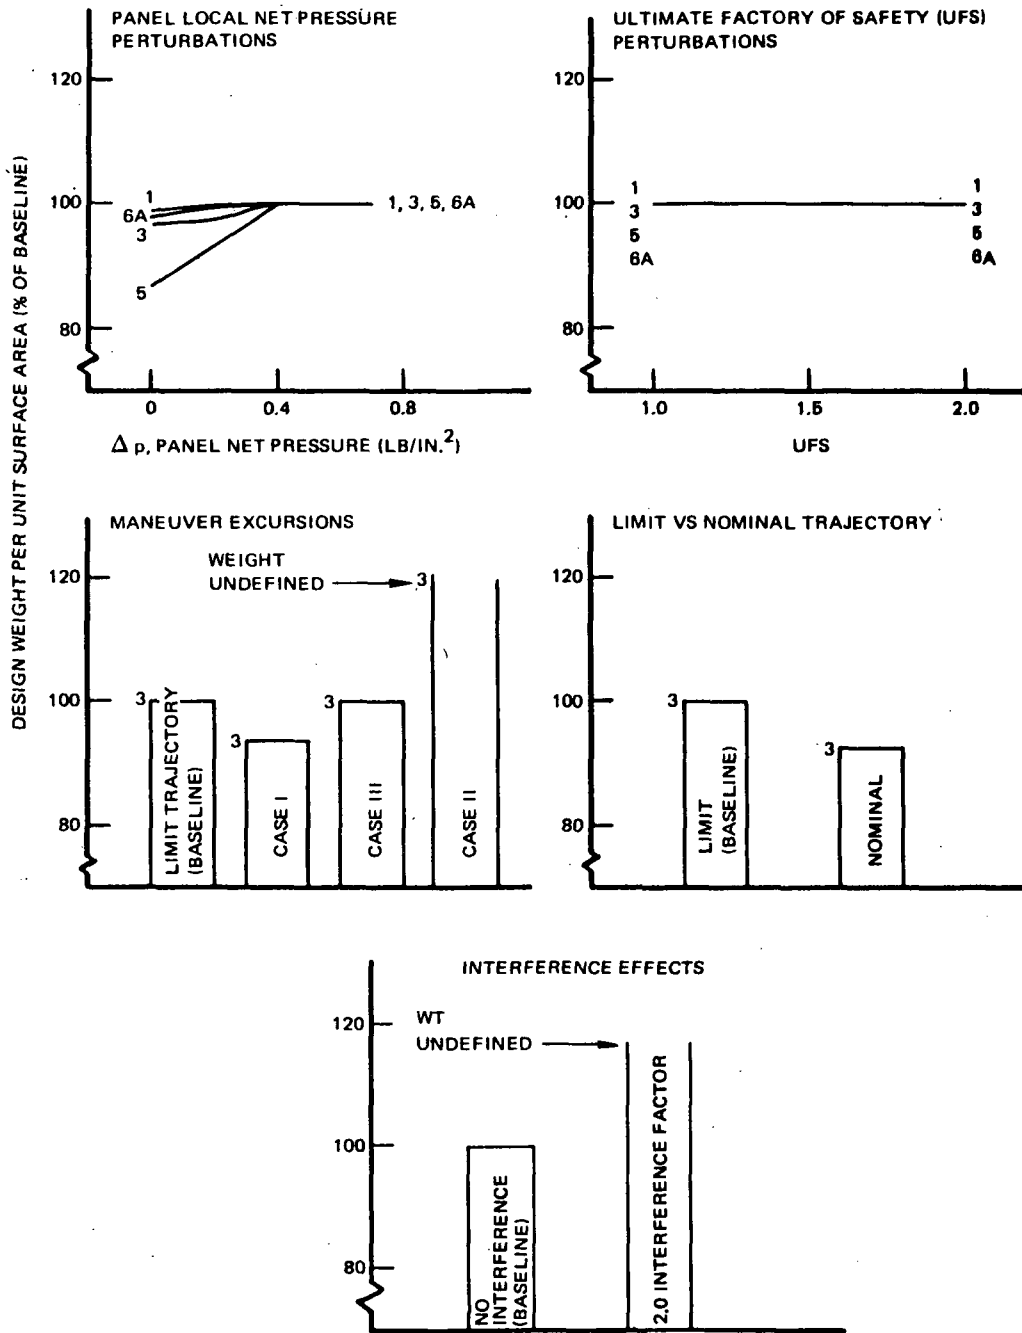 DESIGN WEIGHT PER UNIT SURFACE AREA (% OF BASELINE)
PANEL LOCAL NET PRESSURE
PERTURBATIONS
120
100
80
1
6A
3
5
1, 3, 5, 6A
0
0.4
0.8
Δ p, PANEL NET PRESSURE (LB/IN.²)
ULTIMATE FACTORY OF SAFETY (UFS)
PERTURBATIONS
120
100
80
1
3
5
6A
1
3
5
6A
1.0
1.5
2.0
UFS
MANEUVER EXCURSIONS
WEIGHT
UNDEFINED
120
100
80
3
LIMIT TRAJECTORY
(BASELINE)
3
CASE I
3
CASE III
3
CASE II
LIMIT VS NOMINAL TRAJECTORY
120
100
80
3
LIMIT
(BASELINE)
3
NOMINAL
INTERFERENCE EFFECTS
WT
UNDEFINED
120
100
80
NO
INTERFERENCE
(BASELINE)
2.0 INTERFERENCE FACTOR